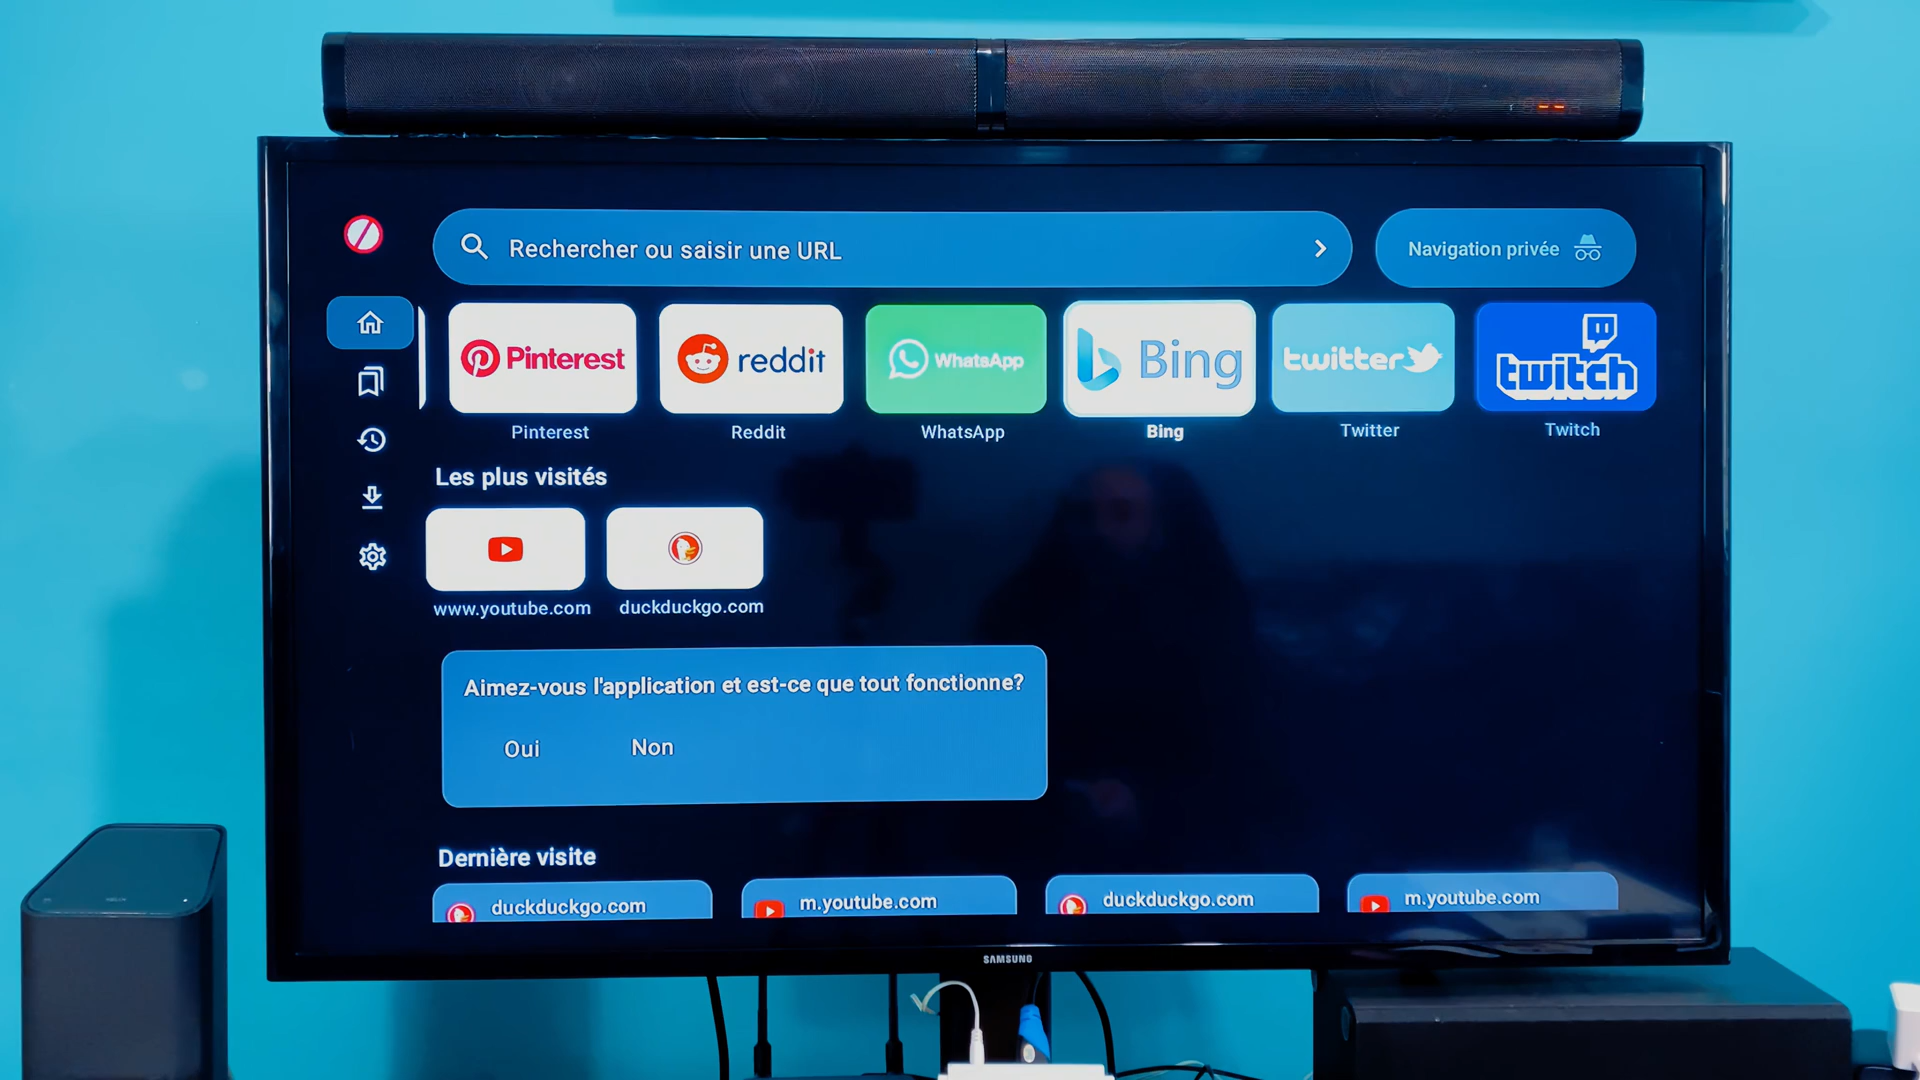 Rechercher ou saisir une URL
Navigation privée
Pinterest
reddit
WhatsApp
Bing
twitter
twitch
Pinterest
Reddit
WhatsApp
Bing
Twitter
Twitch
Les plus visités
www.youtube.com
duckduckgo.com
Aimez-vous l'application et est-ce que tout fonctionne?
Oui
Non
Dernière visite
duckduckgo.com
m.youtube.com
duckduckgo.com
m.youtube.com
SAMSUNG